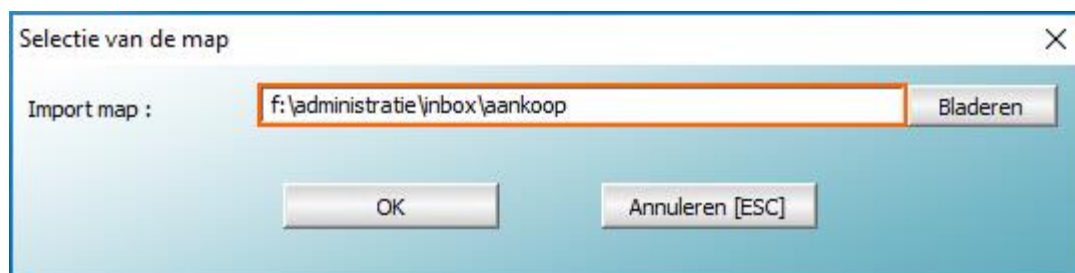 Selectie van de map
Import map : f:\administratie\inbox\aankoop Bladeren
OK Annuleren [ESC]